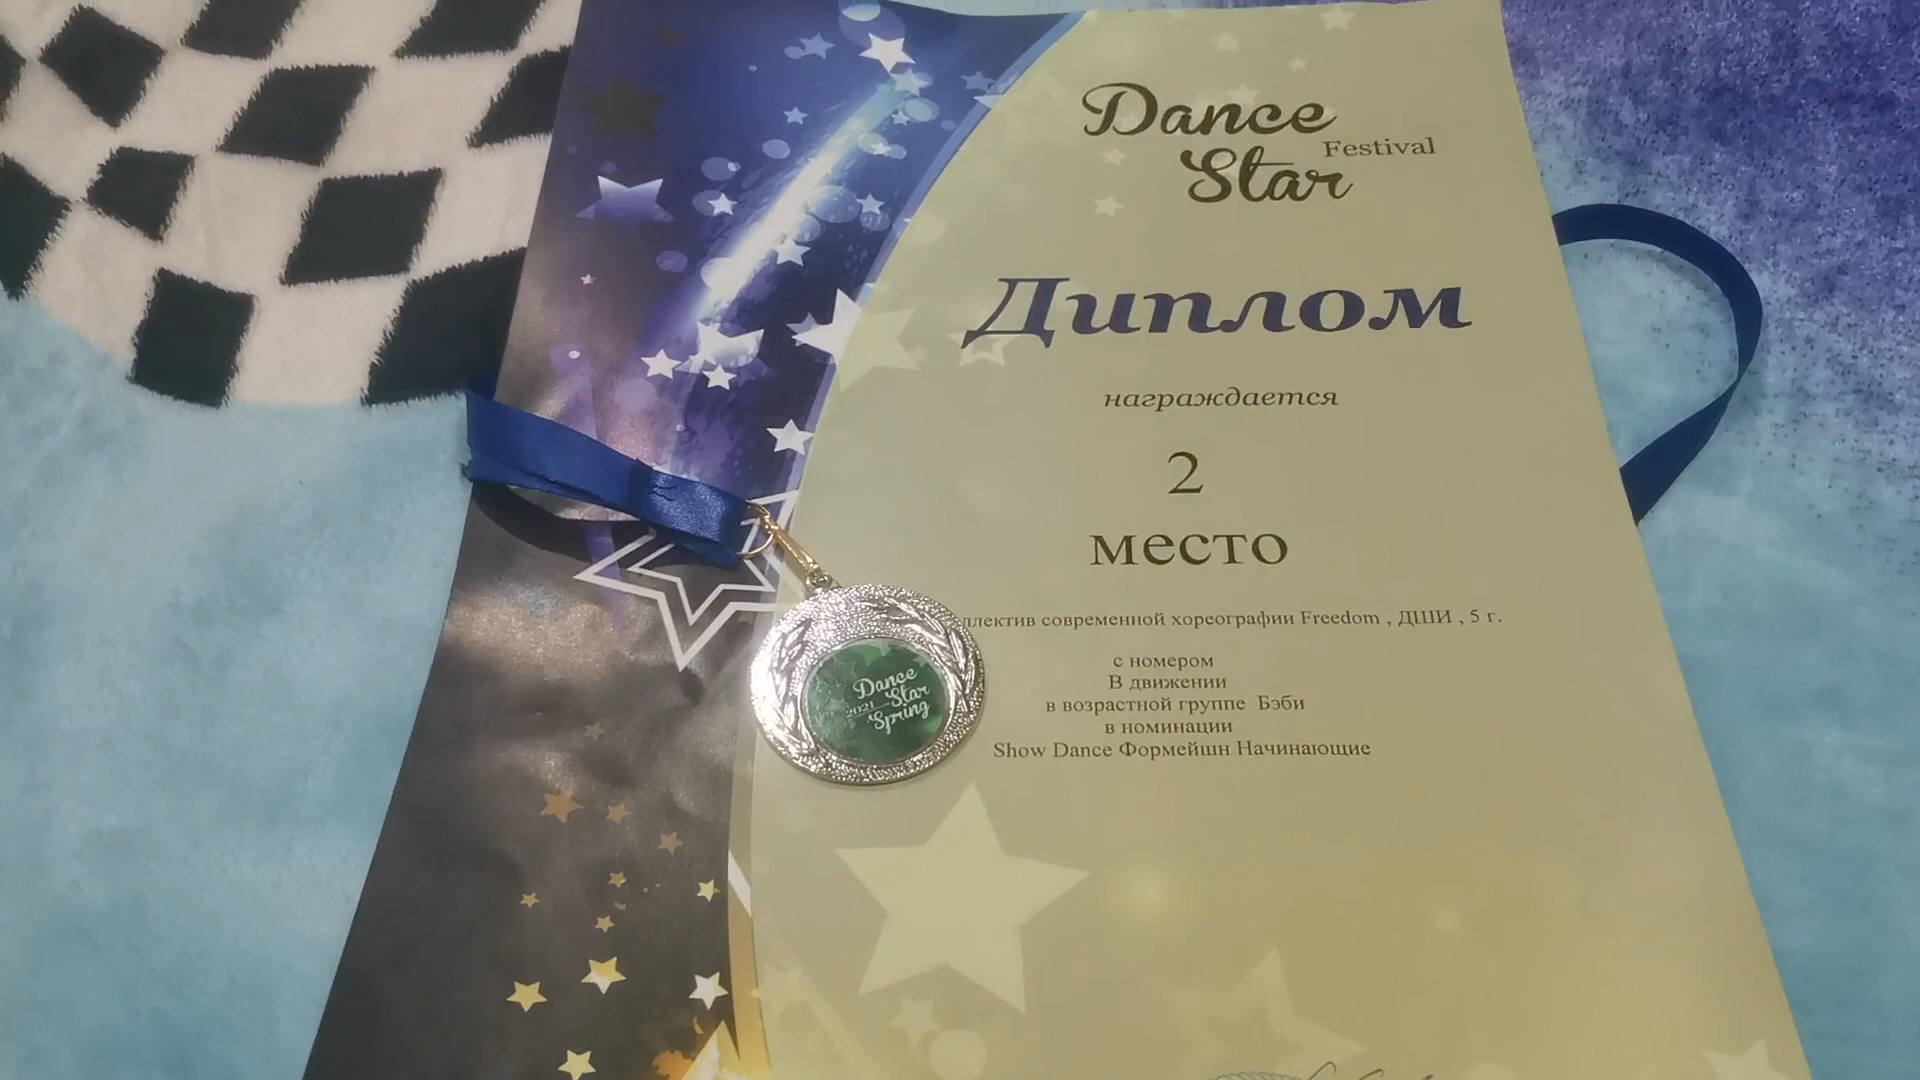 Dance
Festival
Star
Диплом
награждается
2
место
современной хореографии Freedom , ДШИ , 5 г.
с номером
В движении
в возрастной группе Бэби
в номинации
Show Dance Формейшн Начинающие
Dance
Star
2021
Spring